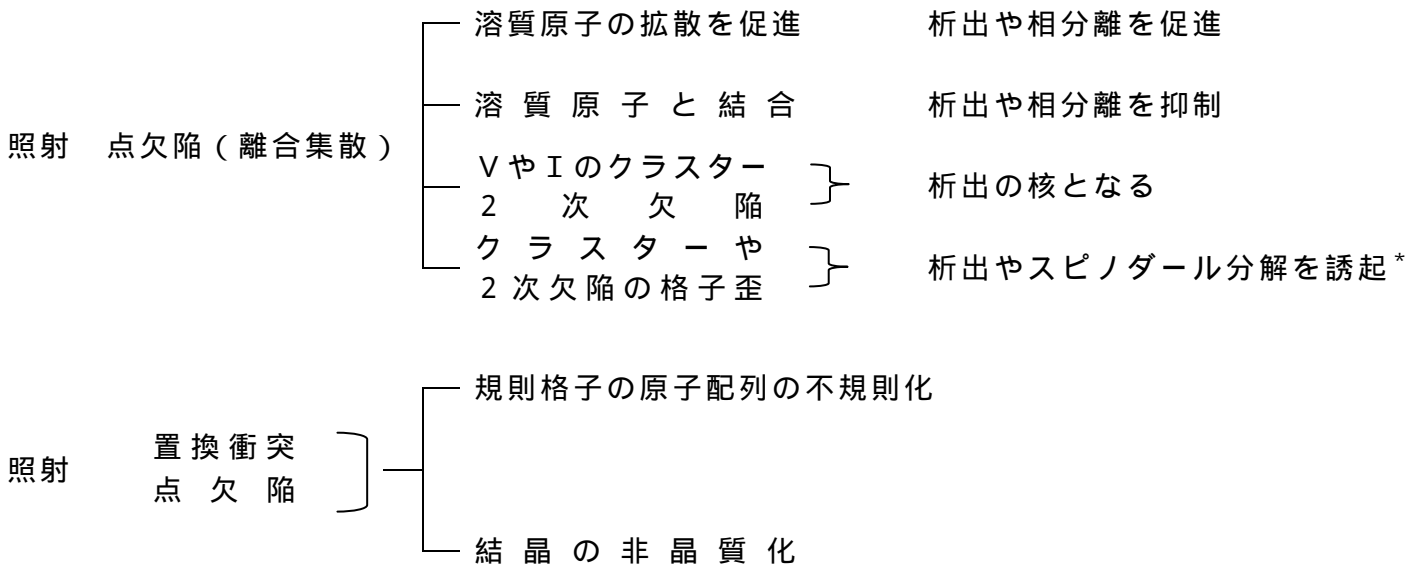 溶質原子の拡散を促進 析出や相分離を促進
溶質原子と結合 析出や相分離を抑制
照射 点欠陥(離合集散)
VやIのクラスター
2次欠陥
析出の核となる
クラスターや
2次欠陥の格子歪
析出やスピノダール分解を誘起*
規則格子の原子配列の不規則化
照射
置換衝突
点欠陥
結晶の非晶質化